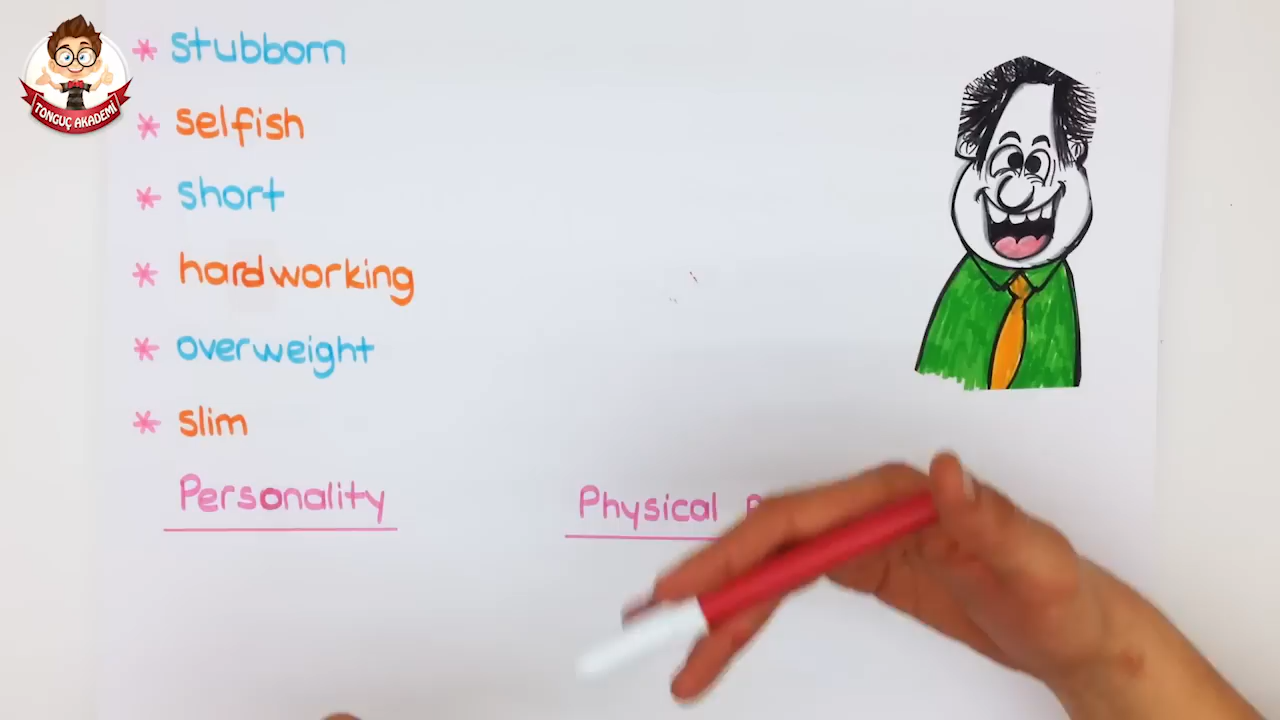 TONGUÇ AKADEMİ
* stubborn
* selfish
* short
* hardworking
* overweight
* slim
Personality
Physical